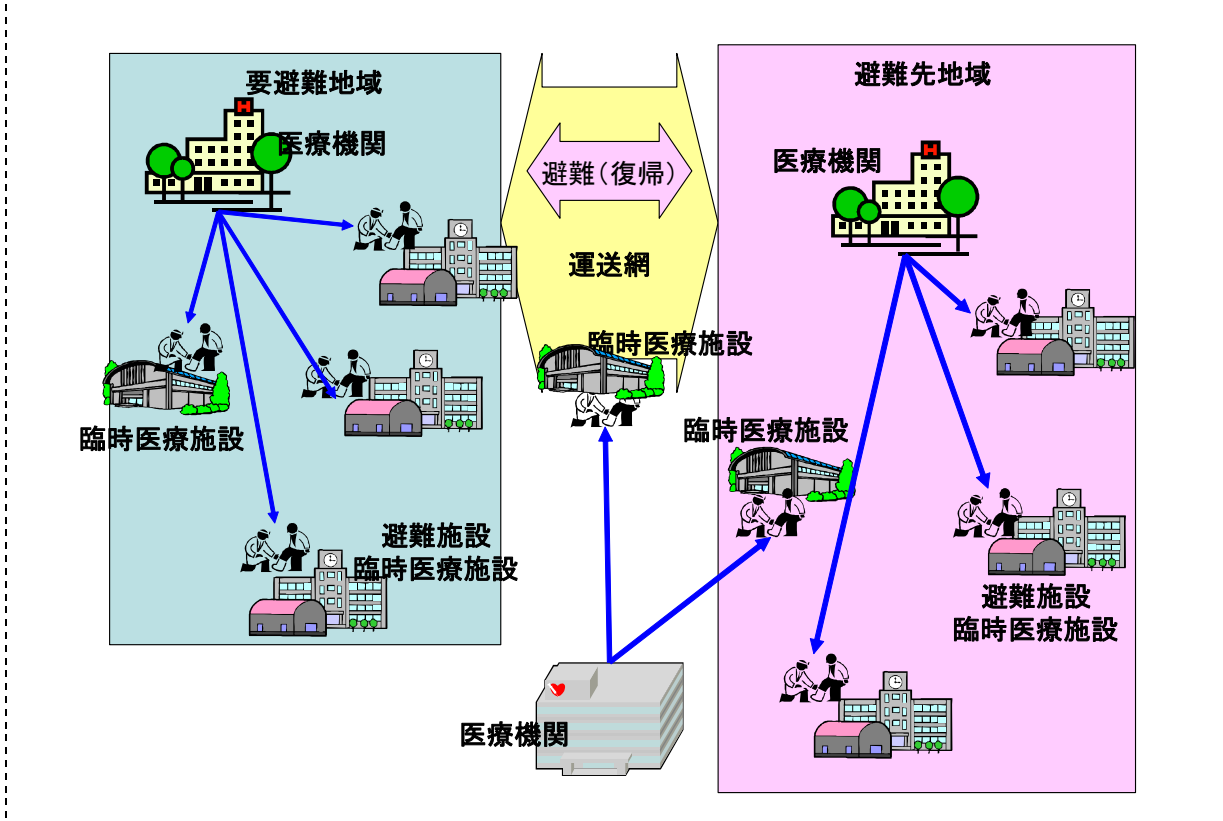 要避難地域
医療機関
臨時医療施設
避難施設
臨時医療施設
避難(復帰)
運送網
臨時医療施設
医療機関
避難先地域
医療機関
臨時医療施設
避難施設
臨時医療施設
H
H